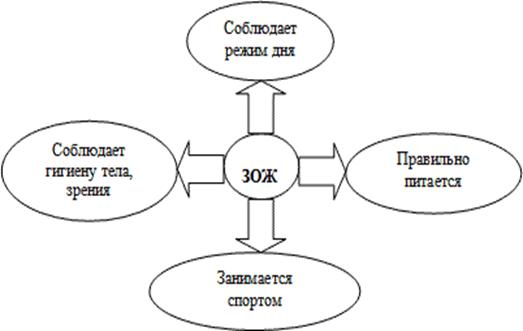 Соблюдает
режим дня
Соблюдает
гигиену тела,
зрения
ЗОЖ
Правильно
питается
Занимается
спортом